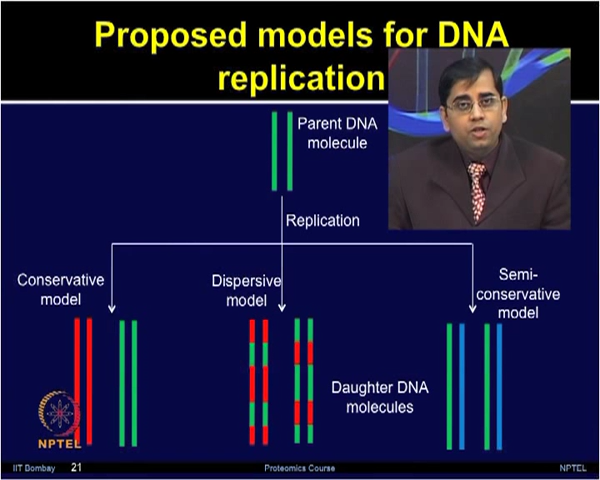 Proposed models for DNA
replication
Parent DNA
molecule
Replication
Conservative
model
Dispersive
model
Semi-
conservative
model
Daughter DNA
molecules
NPTEL
IIT Bombay 21 Proteomics Course NPTEL